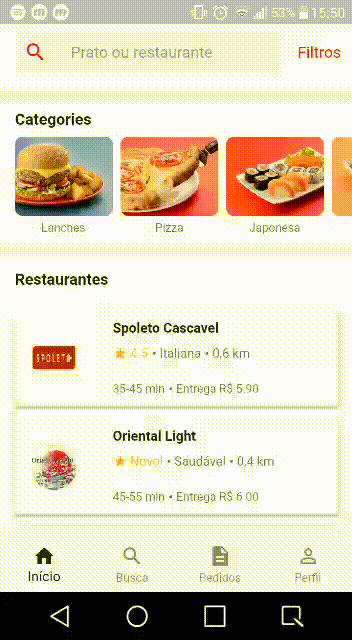 53% 15:50
Prato ou restaurante Filtros
Categories
Lanches Pizza Japonesa
Restaurantes
SPOLETO
Spoleto Cascavel
4.5 • Italiana • 0,6 km
35-45 min • Entrega R$ 5,90
Oriental Light
Novo! • Saudável • 0,4 km
45-55 min • Entrega R$ 6,00
Início Busca Pedidos Perfil